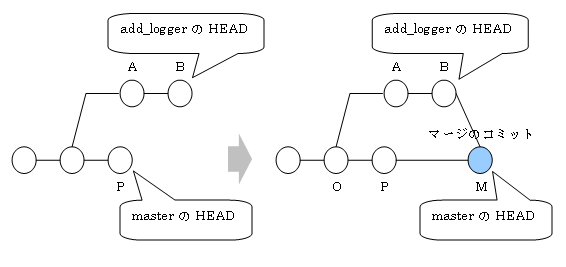 add_logger の HEAD
A B
P
master の HEAD
add_logger の HEAD
A B
マージのコミット
O P M
master の HEAD